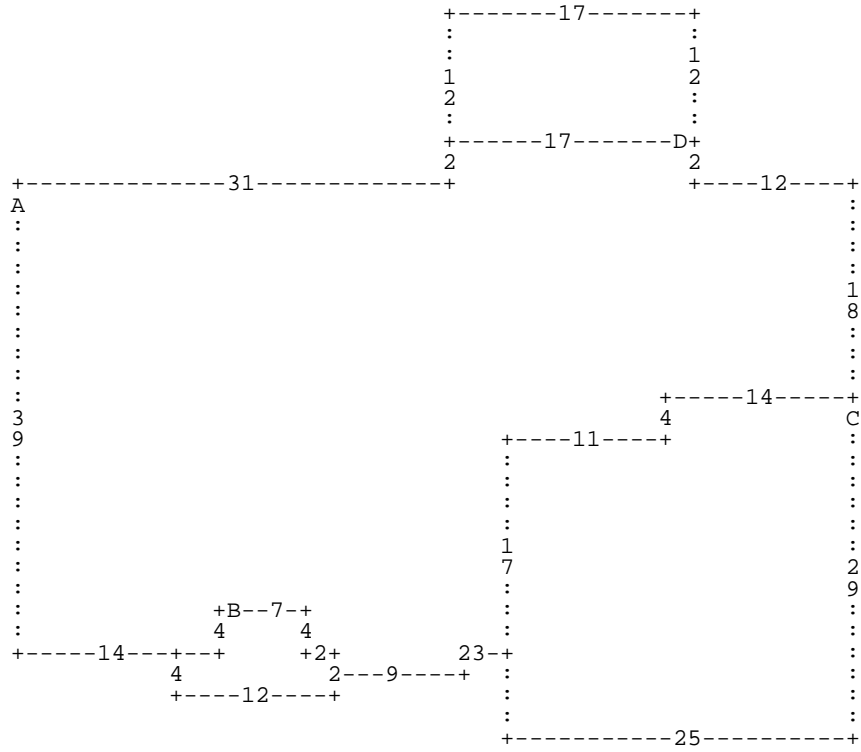 +-------17-------+
                              :                :
                              :                1
                              1                2
                              2                :
                              :                :
                              +-------17------D+
                              2                2
+--------------31-------------+                +----12----+
A                                                         :
:                                                         :
:                                                         :
:                                                         :
:                                                         1
:                                                         8
:                                                         :
:                                                         :
:                                                         :
:                                            +-----14-----+
3                                            4            C
9                                 +----11----+            :
:                                 :                       :
:                                 :                       :
:                                 :                       :
:                                 :                       :
:                                 1                       :
:                                 7                       2
:                                 :                       9
:             +B--7-+             :                       :
:             4     4             :                       :
+-----14---+--+     +2+        23-+                       :
           4          2---9----+  :                       :
           +----12----+           :                       :
                                  :                       :
                                  +-----------25----------+